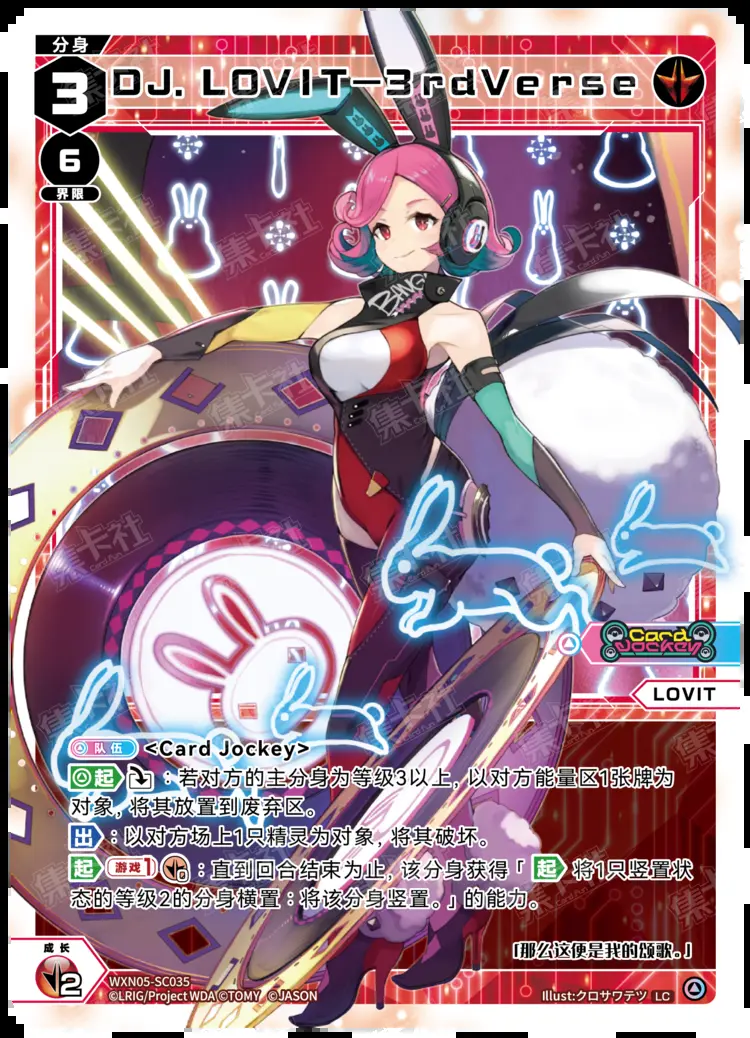 分身
3
DJ. LOVIT-3rdVerse
6
界限
BANG
Card Jockey
LOVIT
队伍 <Card Jockey>
起 : 若对方的主分身为等级3以上, 以对方能量区1张牌为
对象, 将其放置到废弃区。
出 : 以对方场上1只精灵为对象, 将其破坏。
起 游戏1 0 : 直到回合结束为止, 该分身获得「 起 将1只竖置状
态的等级2的分身横置 : 将该分身竖置。」的能力。
「那么这便是我的颂歌。」
成长
2
WXN05-SC035
©LRIG/Project WDA ©TOMY ©JASON
Illust:クロサワテツ LC
集卡社